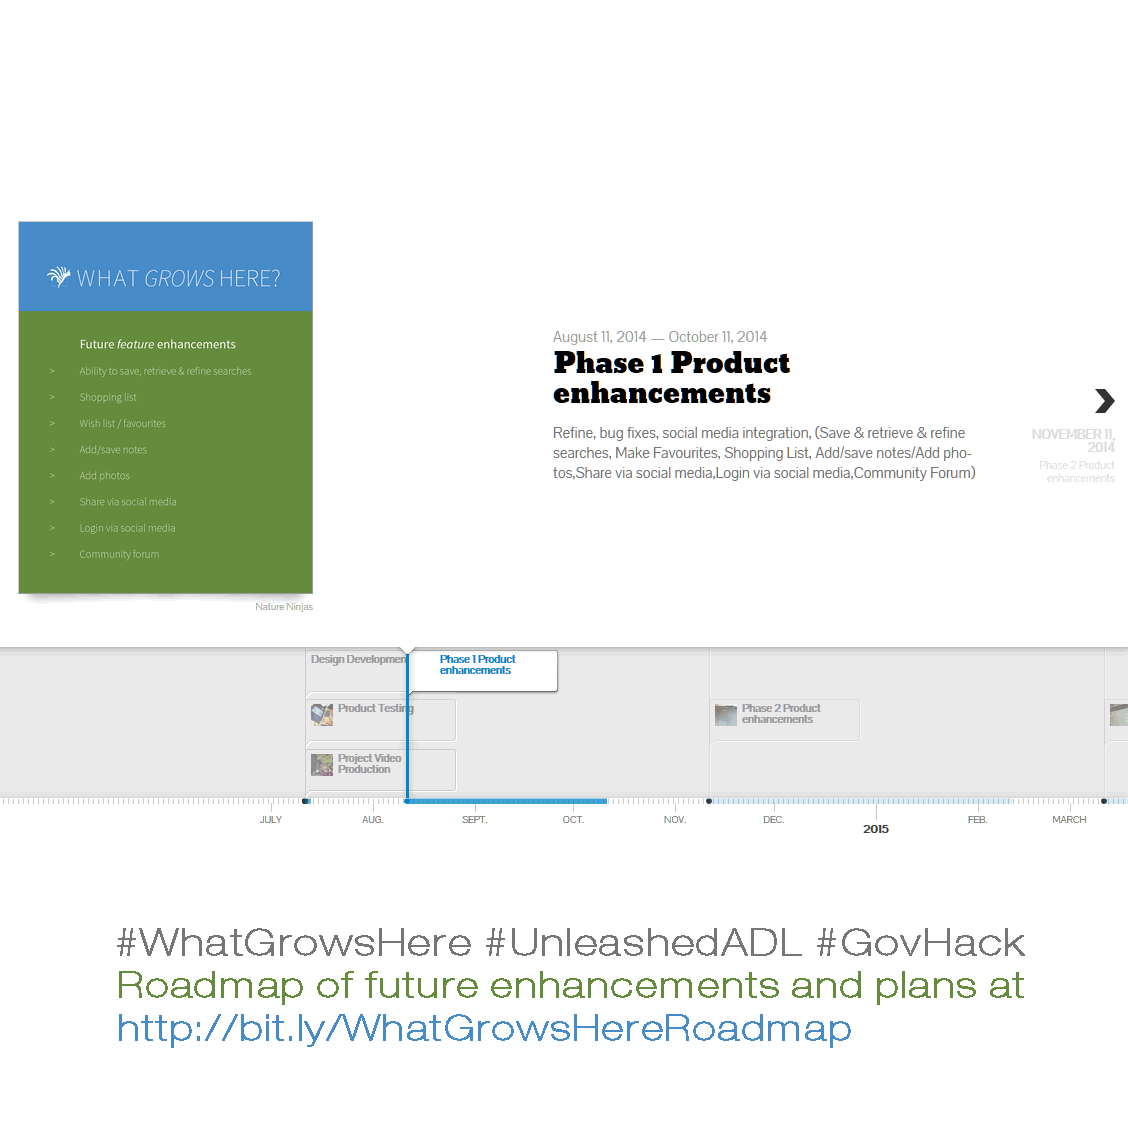 WHAT GROWS HERE?
Future feature enhancements
> Ability to save, retrieve & refine searches
> Shopping list
> Wish list / favourites
> Add/save notes
> Add photos
> Share via social media
> Login via social media
> Community forum
Nature Ninjas
August 11, 2014 — October 11, 2014
Phase 1 Product
enhancements
Refine, bug fixes, social media integration, (Save & retrieve & refine
searches, Make Favourites, Shopping List, Add/save notes/Add pho-
tos,Share via social media,Login via social media,Community Forum)
NOVEMBER 11,
2014
Phase 2 Product
enhancements
Design Developmen
Phase 1 Product
enhancements
Product Testing
Phase 2 Product
enhancements
Project Video
Production
JULY AUG. SEPT. OCT. NOV. DEC. 2015 FEB. MARCH
#WhatGrowsHere #UnleashedADL #GovHack
Roadmap of future enhancements and plans at
http://bit.ly/WhatGrowsHereRoadmap